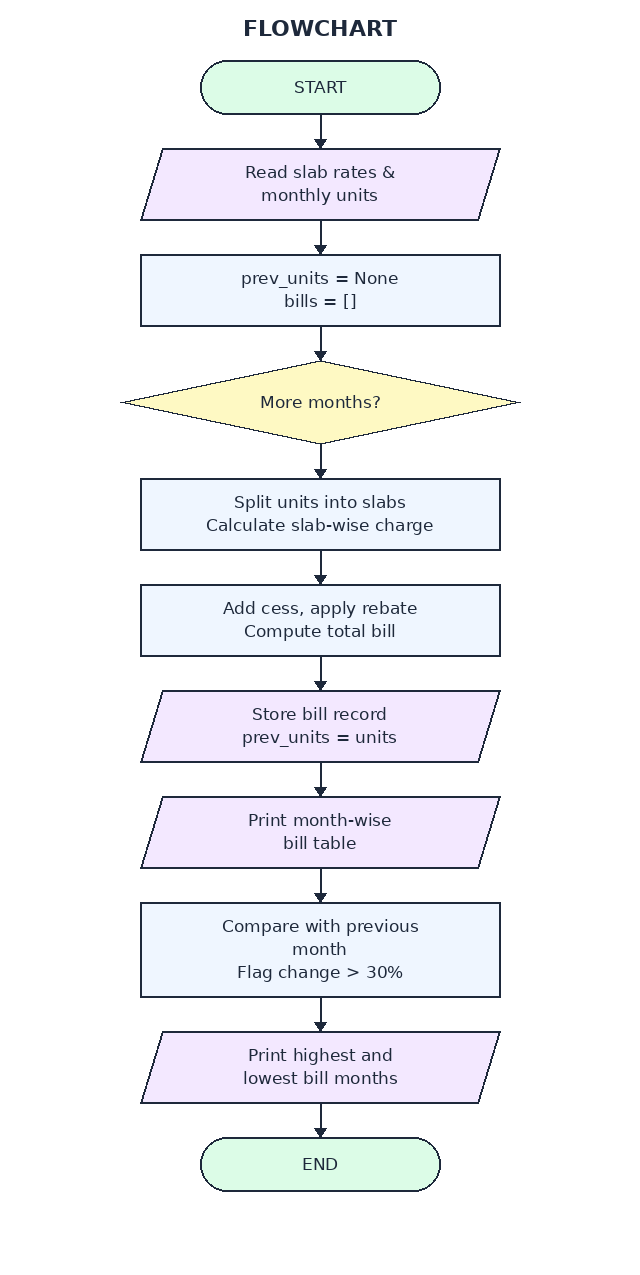 FLOWCHART
START
Read slab rates &
monthly units
prev_units = None
bills = []
More months?
Split units into slabs
Calculate slab-wise charge
Add cess, apply rebate
Compute total bill
Store bill record
prev_units = units
Print month-wise
bill table
Compare with previous
month
Flag change > 30%
Print highest and
lowest bill months
END